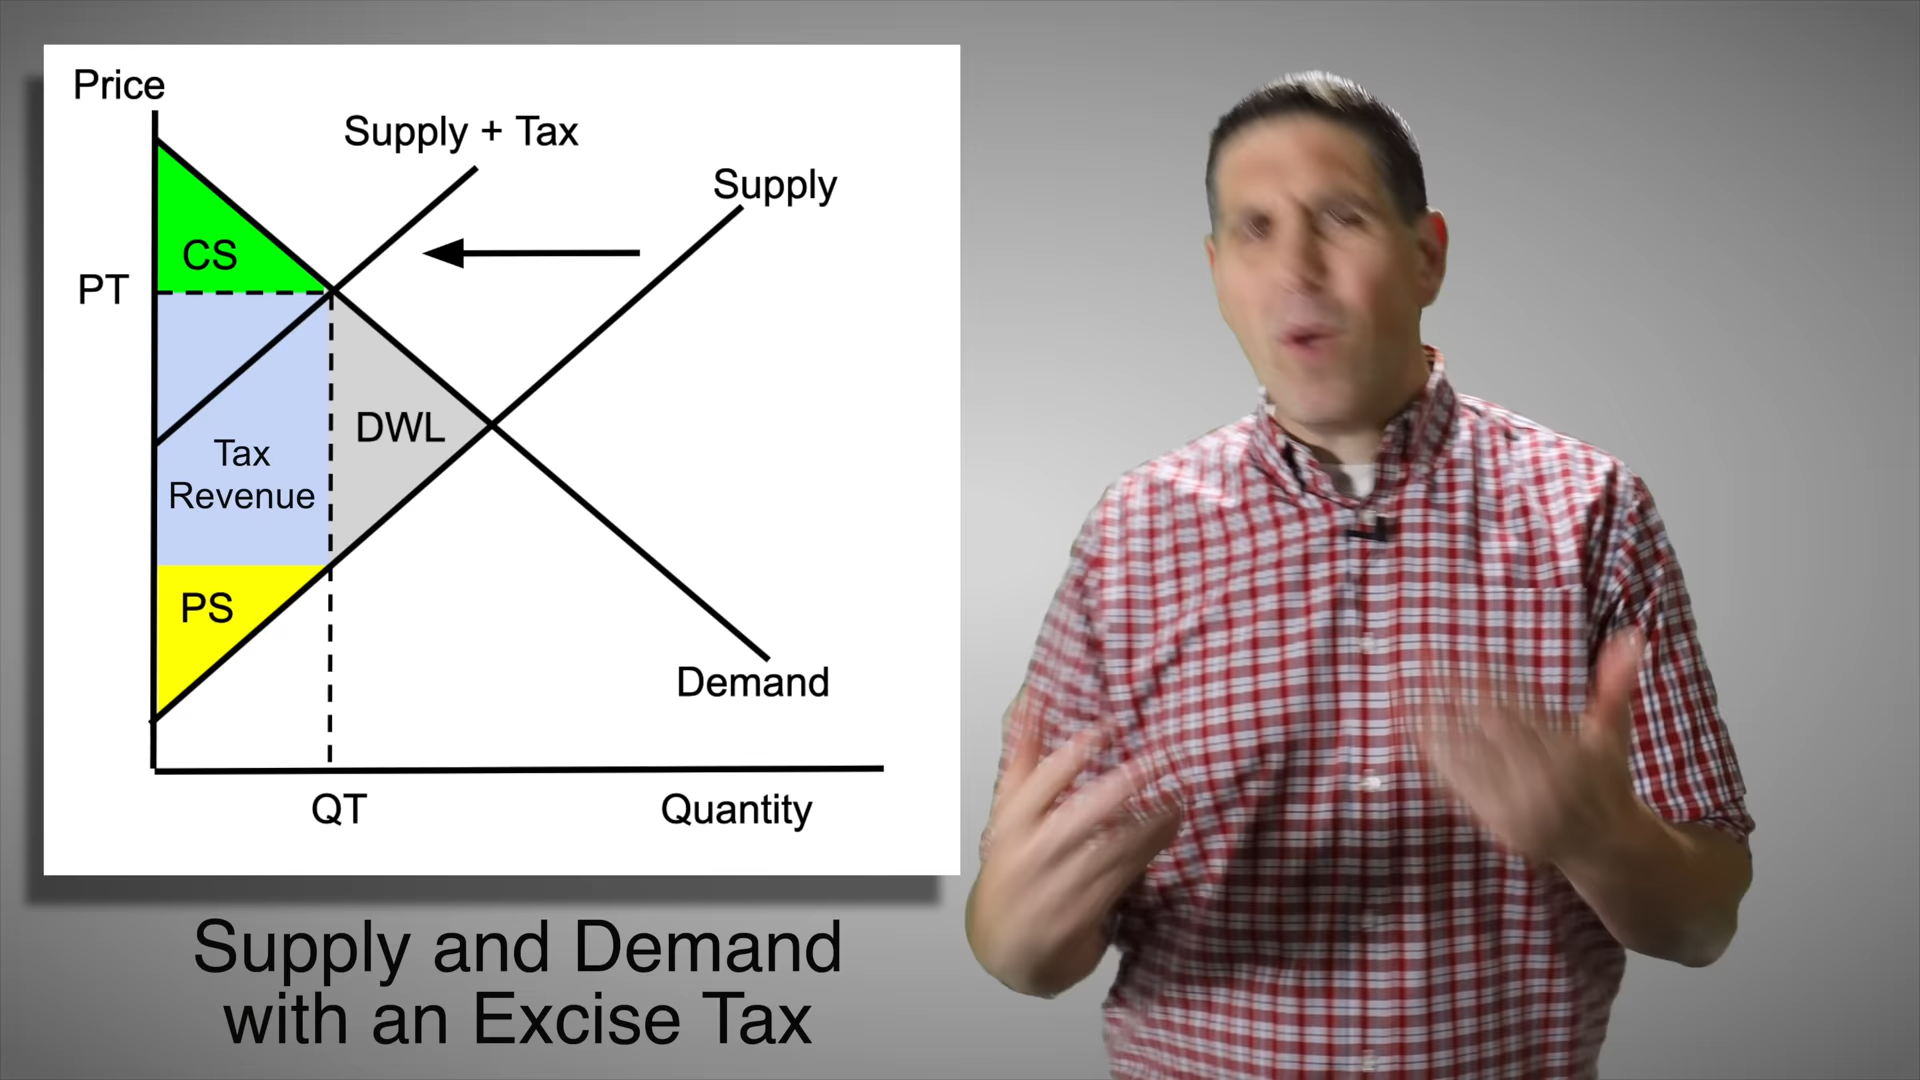 Price
Supply + Tax
Supply
CS
PT
DWL
Tax
Revenue
PS
Demand
QT
Quantity
Supply and Demand
with an Excise Tax